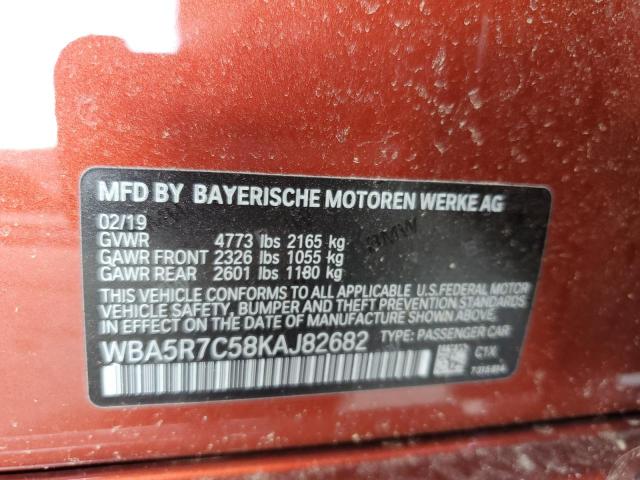 MFD BY BAYERISCHE MOTOREN WERKE AG
02/19
GVWR 4773 lbs 2165 kg
GAWR FRONT 2326 lbs 1055 kg
GAWR REAR 2601 lbs 1180 kg
THIS VEHICLE CONFORMS TO ALL APPLICABLE U.S.FEDERAL MOTOR
VEHICLE SAFETY, BUMPER AND THEFT PREVENTION STANDARDS
IN EFFECT ON THE DATE OF MANUFACTURE SHOWN ABOVE.
WBA5R7C58KAJ82682 TYPE: PASSENGER CAR
C1X